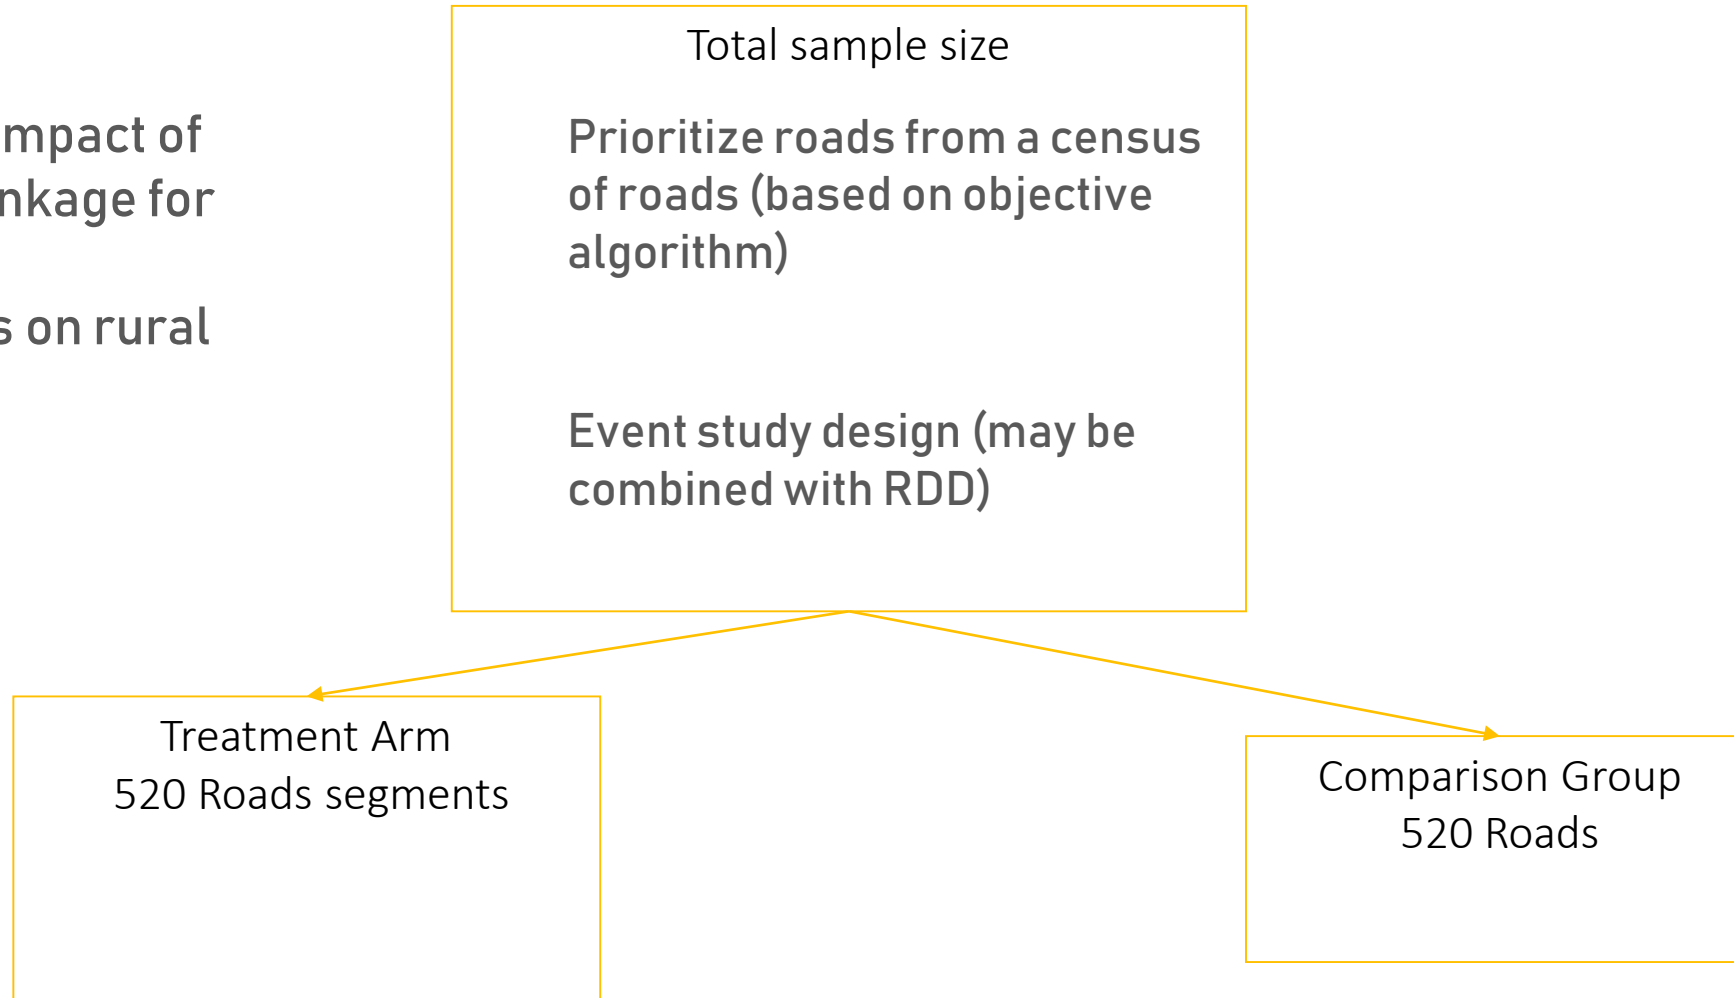 mpact of
nkage for
s on rural
Total sample size
Prioritize roads from a census
of roads (based on objective
algorithm)
Event study design (may be
combined with RDD)
Treatment Arm
520 Roads segments
Comparison Group
520 Roads